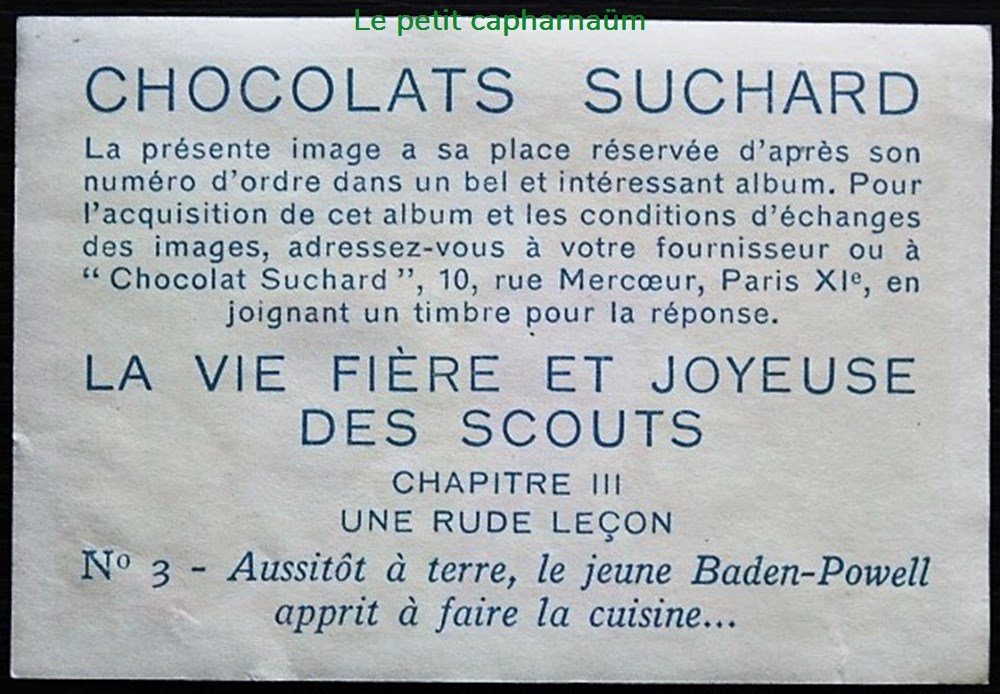 Le petit capharnaüm
CHOCOLATS SUCHARD
La présente image a sa place réservée d'après son
numéro d'ordre dans un bel et intéressant album. Pour
l'acquisition de cet album et les conditions d'échanges
des images, adressez-vous à votre fournisseur ou à
“ Chocolat Suchard ”, 10, rue Mercœur, Paris XIe, en
joignant un timbre pour la réponse.
LA VIE FIÈRE ET JOYEUSE
DES SCOUTS
CHAPITRE III
UNE RUDE LEÇON
No 3 - Aussitôt à terre, le jeune Baden-Powell
apprit à faire la cuisine...